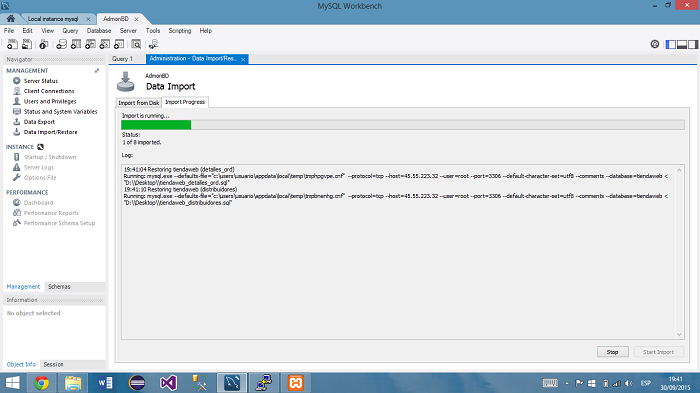 MySQL Workbench
Local instance mysql
AdmonBD
File Edit View Query Database Server Tools Scripting Help
Navigator
MANAGEMENT
Server Status
Client Connections
Users and Privileges
Status and System Variables
Data Export
Data Import/Restore
INSTANCE
Startup / Shutdown
Server Logs
Options File
PERFORMANCE
Dashboard
Performance Reports
Performance Schema Setup
Management Schemas
Information
No object selected
Object Info Session
Query 1
Administration - Data Import/Res...
AdmonBD
Data Import
Import from Disk Import Progress
Import is running...
Status:
1 of 8 imported.
Log:
19:41:04 Restoring tiendaweb (detalles_ord)
Running: mysql.exe --defaults-file="c:\users\usuario\appdata\local\temp\tmphpgvpe.cnf" --protocol=tcp --host=45.55.223.32 --user=root --port=3306 --default-character-set=utf8 --comments --database=tiendaweb <
"D:\\Desktop\\tiendaweb_detalles_ord.sql"
19:41:10 Restoring tiendaweb (distribuidores)
Running: mysql.exe --defaults-file="c:\users\usuario\appdata\local\temp\tmpbnenhg.cnf" --protocol=tcp --host=45.55.223.32 --user=root --port=3306 --default-character-set=utf8 --comments --database=tiendaweb <
"D:\\Desktop\\tiendaweb_distribuidores.sql"
Stop
Start Import
ESP
19:41
30/09/2015